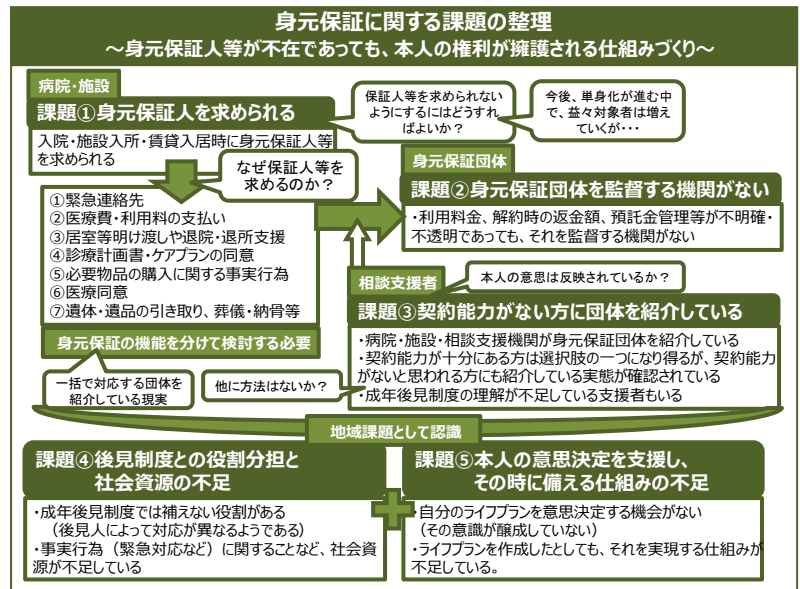 身元保証に関する課題の整理
～身元保証人等が不在であっても、本人の権利が擁護される仕組みづくり～
病院・施設
課題①身元保証人を求められる
入院・施設入所・賃貸入居時に身元保証人等
を求められる
保証人等を求められない
ようにするにはどうすれ
ばよいか？
今後、単身化が進む中
で、益々対象者は増え
ていくが・・・
なぜ保証人等を
求めるのか？
①緊急連絡先
②医療費・利用料の支払い
③居室等明け渡しや退院・退所支援
④診療計画書・ケアプランの同意
⑤必要物品の購入に関する事実行為
⑥医療同意
⑦遺体・遺品の引き取り、葬儀・納骨等
身元保証の機能を分けて検討する必要
一括で対応する団体を
紹介している現実
身元保証団体
課題②身元保証団体を監督する機関がない
・利用料金、解約時の返金額、預託金管理等が不明確・
不透明であっても、それを監督する機関がない
本人の意思は反映されているか？
相談支援者
課題③契約能力がない方に団体を紹介している
・病院・施設・相談支援機関が身元保証団体を紹介している
・契約能力が十分にある方は選択肢の一つになり得るが、契約能力
がないと思われる方にも紹介している実態が確認されている
・成年後見制度の理解が不足している支援者もいる
他に方法はないか？
地域課題として認識
課題④後見制度との役割分担と
社会資源の不足
・成年後見制度では補えない役割がある
（後見人によって対応が異なるようである）
・事実行為（緊急対応など）に関することなど、社会資
源が不足している
課題⑤本人の意思決定を支援し、
その時に備える仕組みの不足
・自分のライフプランを意思決定する機会がない
（その意識が醸成していない）
・ライフプランを作成したとしても、それを実現する仕組みが
不足している。